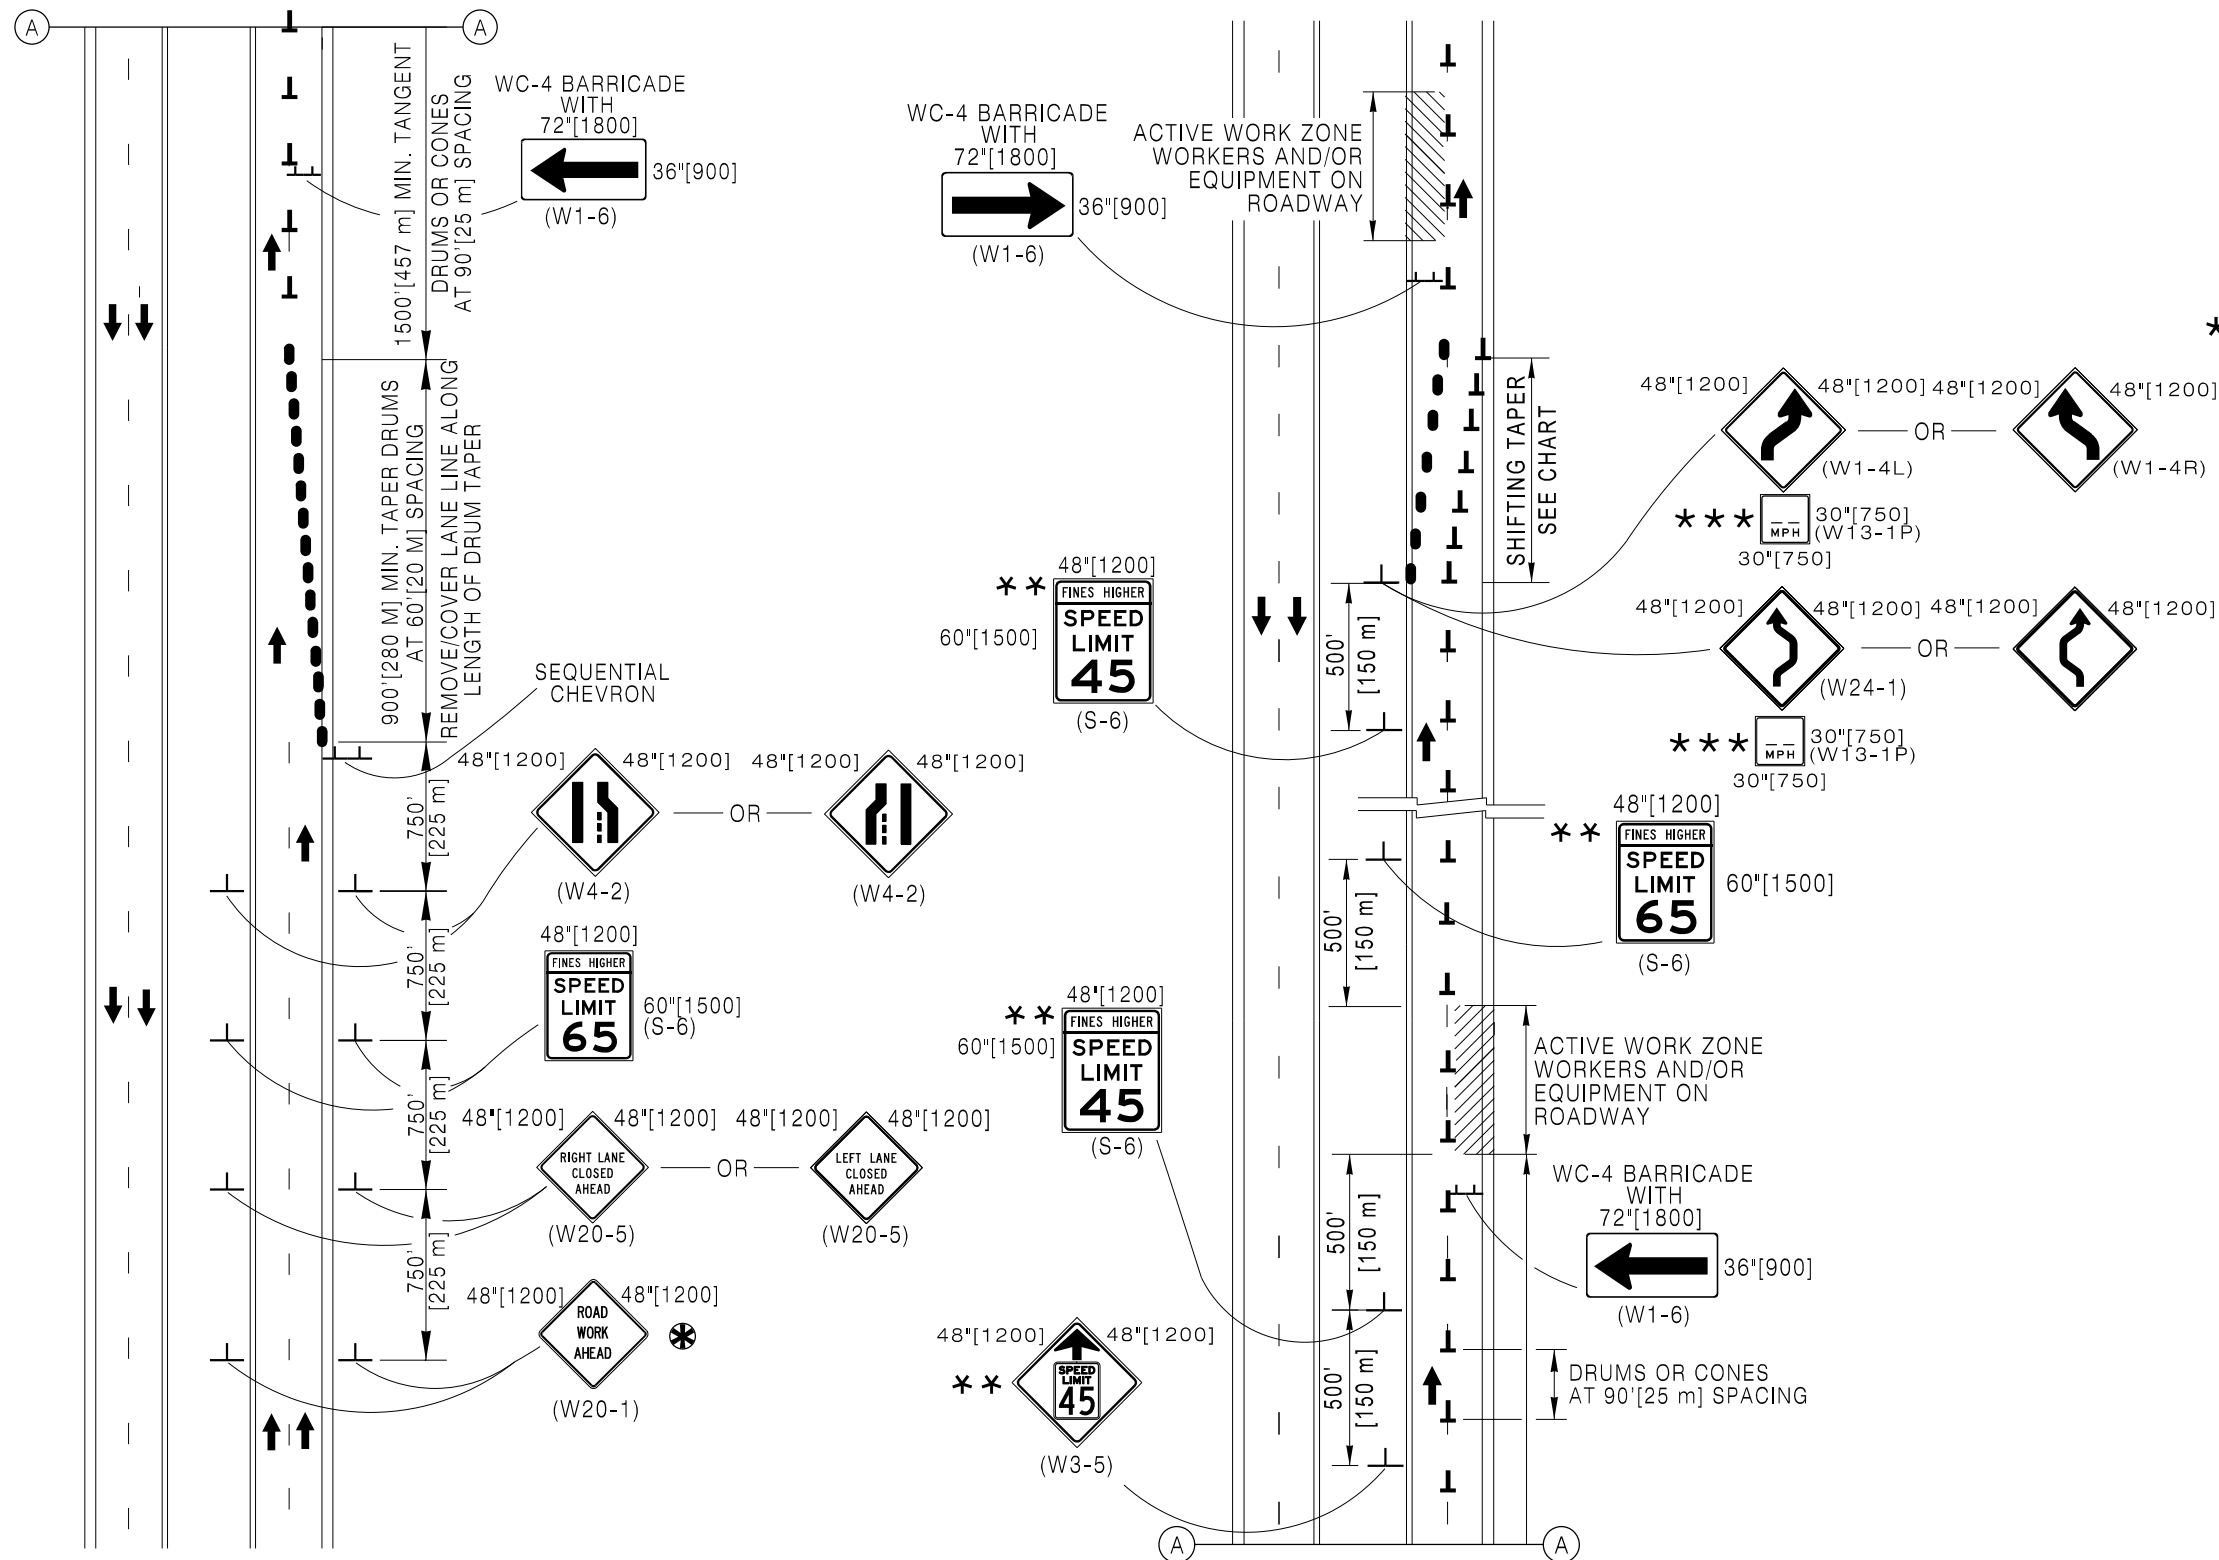 A
A
1500'[457 m] MIN. TANGENT
DRUMS OR CONES
AT 90'[25 m] SPACING
WC-4 BARRICADE
WITH
72"[1800]
36"[900]
(W1-6)
900'[280 M] MIN. TAPER DRUMS
AT 60'[20 M] SPACING
REMOVE/COVER LANE LINE ALONG
LENGTH OF DRUM TAPER
SEQUENTIAL
CHEVRON
750'
[225 m]
48"[1200]
48"[1200]
48"[1200]
48"[1200]
OR
(W4-2)
(W4-2)
750'
[225 m]
48"[1200]
FINES HIGHER
SPEED
LIMIT
65
60"[1500]
(S-6)
750'
[225 m]
48"[1200]
48"[1200]
48"[1200]
48"[1200]
RIGHT LANE
CLOSED
AHEAD
OR
LEFT LANE
CLOSED
AHEAD
(W20-5)
(W20-5)
750'
[225 m]
48"[1200]
48"[1200]
ROAD
WORK
AHEAD
*
(W20-1)
WC-4 BARRICADE
WITH
72"[1800]
36"[900]
(W1-6)
ACTIVE WORK ZONE
WORKERS AND/OR
EQUIPMENT ON
ROADWAY
*
SHIFTING TAPER
SEE CHART
48"[1200]
48"[1200]
48"[1200]
48"[1200]
OR
(W1-4L)
(W1-4R)
***
MPH
30"[750]
(W13-1P)
30"[750]
48"[1200]
48"[1200]
48"[1200]
48"[1200]
OR
(W24-1)
***
MPH
30"[750]
(W13-1P)
30"[750]
**
48"[1200]
FINES HIGHER
SPEED
LIMIT
45
60"[1500]
(S-6)
500'
[150 m]
**
48"[1200]
FINES HIGHER
SPEED
LIMIT
65
60"[1500]
(S-6)
500'
[150 m]
**
48"[1200]
FINES HIGHER
SPEED
LIMIT
45
60"[1500]
(S-6)
ACTIVE WORK ZONE
WORKERS AND/OR
EQUIPMENT ON
ROADWAY
WC-4 BARRICADE
WITH
72"[1800]
36"[900]
(W1-6)
500'
[150 m]
500'
[150 m]
48"[1200]
48"[1200]
**
SPEED
LIMIT
45
(W3-5)
DRUMS OR CONES
AT 90'[25 m] SPACING
A
A